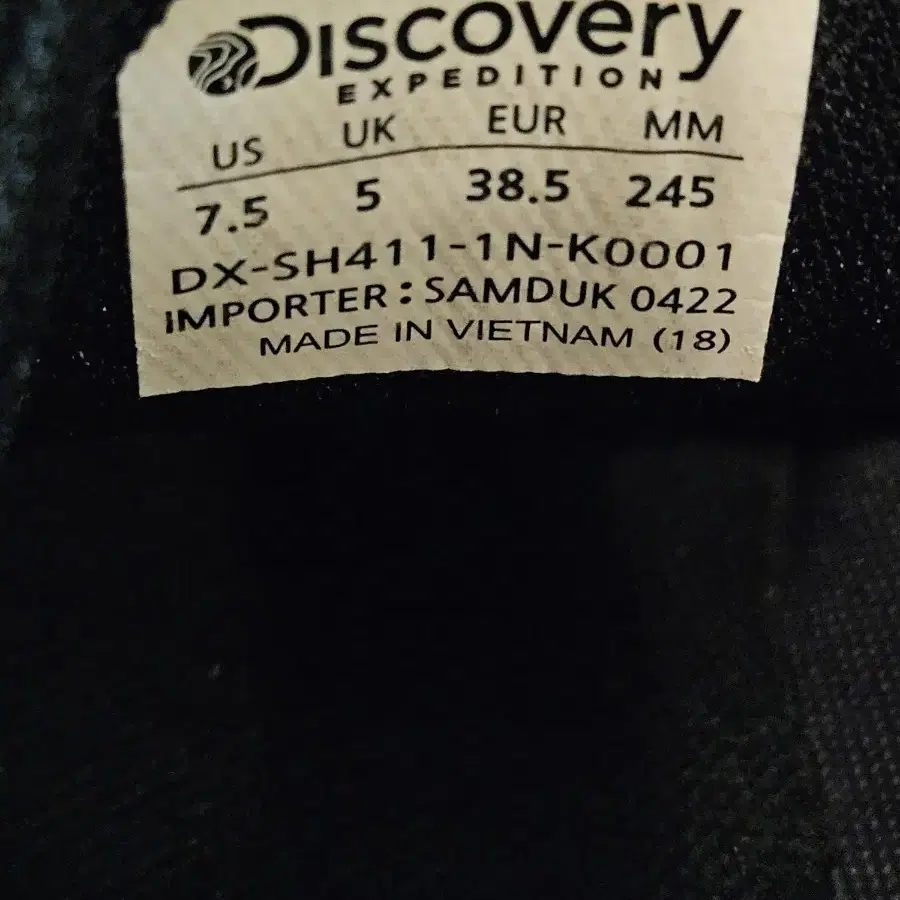 DISCOVERY
EXPEDITION
US UK EUR MM
7.5 5 38.5 245
DX-SH411-1N-K0001
IMPORTER : SAMDUK 0422
MADE IN VIETNAM (18)